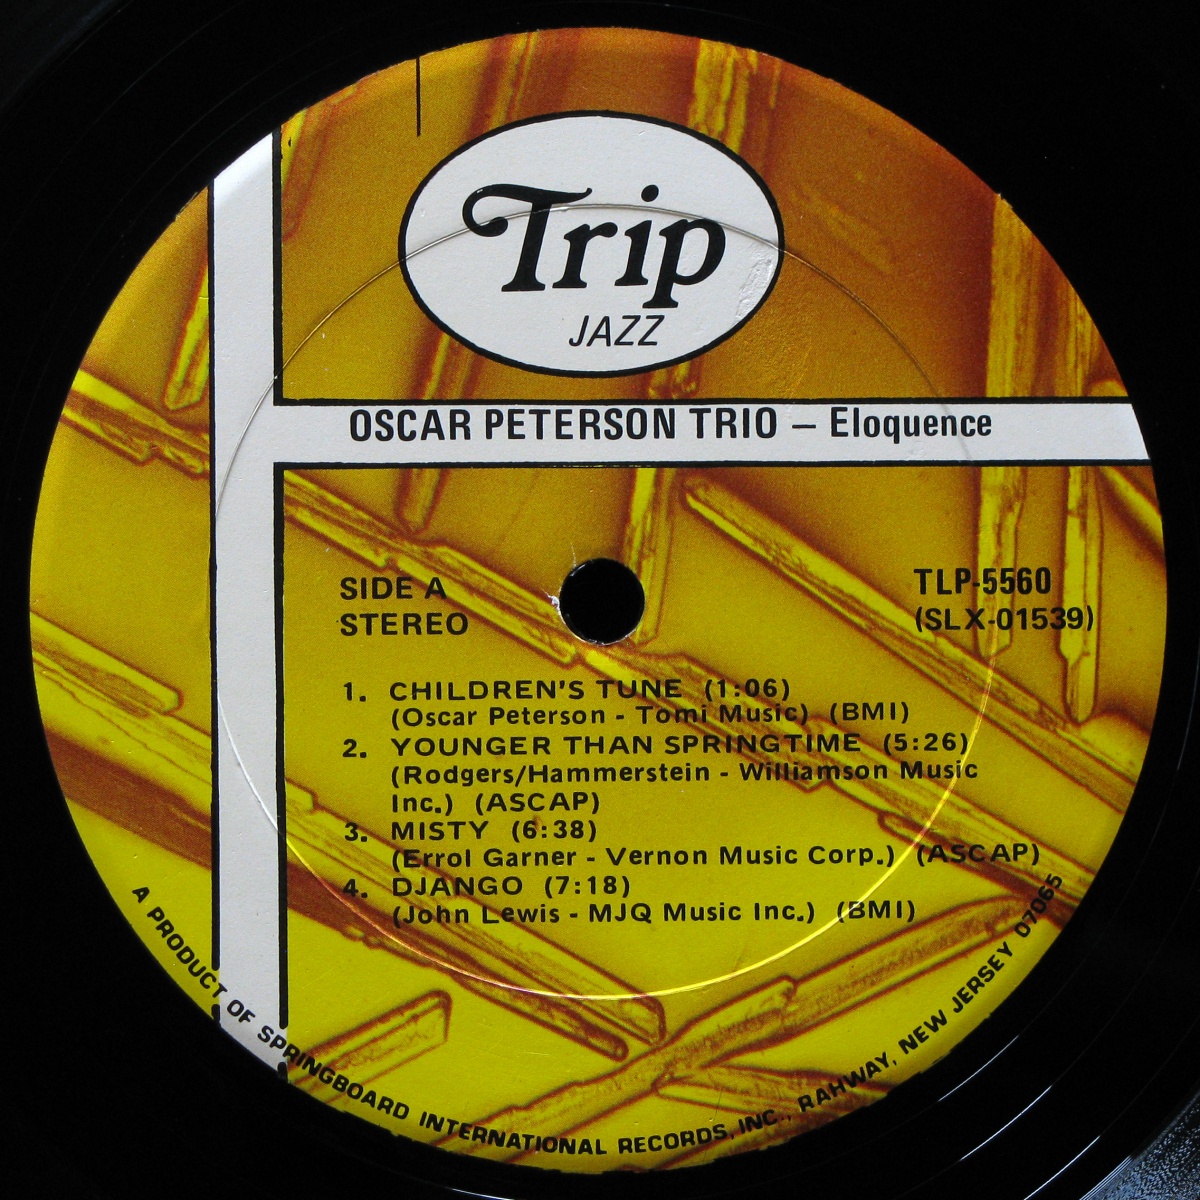 Trip
JAZZ
OSCAR PETERSON TRIO – Eloquence
SIDE A
STEREO
TLP-5560
(SLX-01539)
1. CHILDREN'S TUNE (1:06)
(Oscar Peterson - Tomi Music) (BMI)
2. YOUNGER THAN SPRINGTIME (5:26)
(Rodgers/Hammerstein - Williamson Music
Inc.) (ASCAP)
3. MISTY (6:38)
(Errol Garner - Vernon Music Corp.) (ASCAP)
4. DJANGO (7:18)
(John Lewis - MJQ Music Inc.) (BMI)
A PRODUCT OF SPRINGBOARD INTERNATIONAL RECORDS, INC., RAHWAY, NEW JERSEY 07065